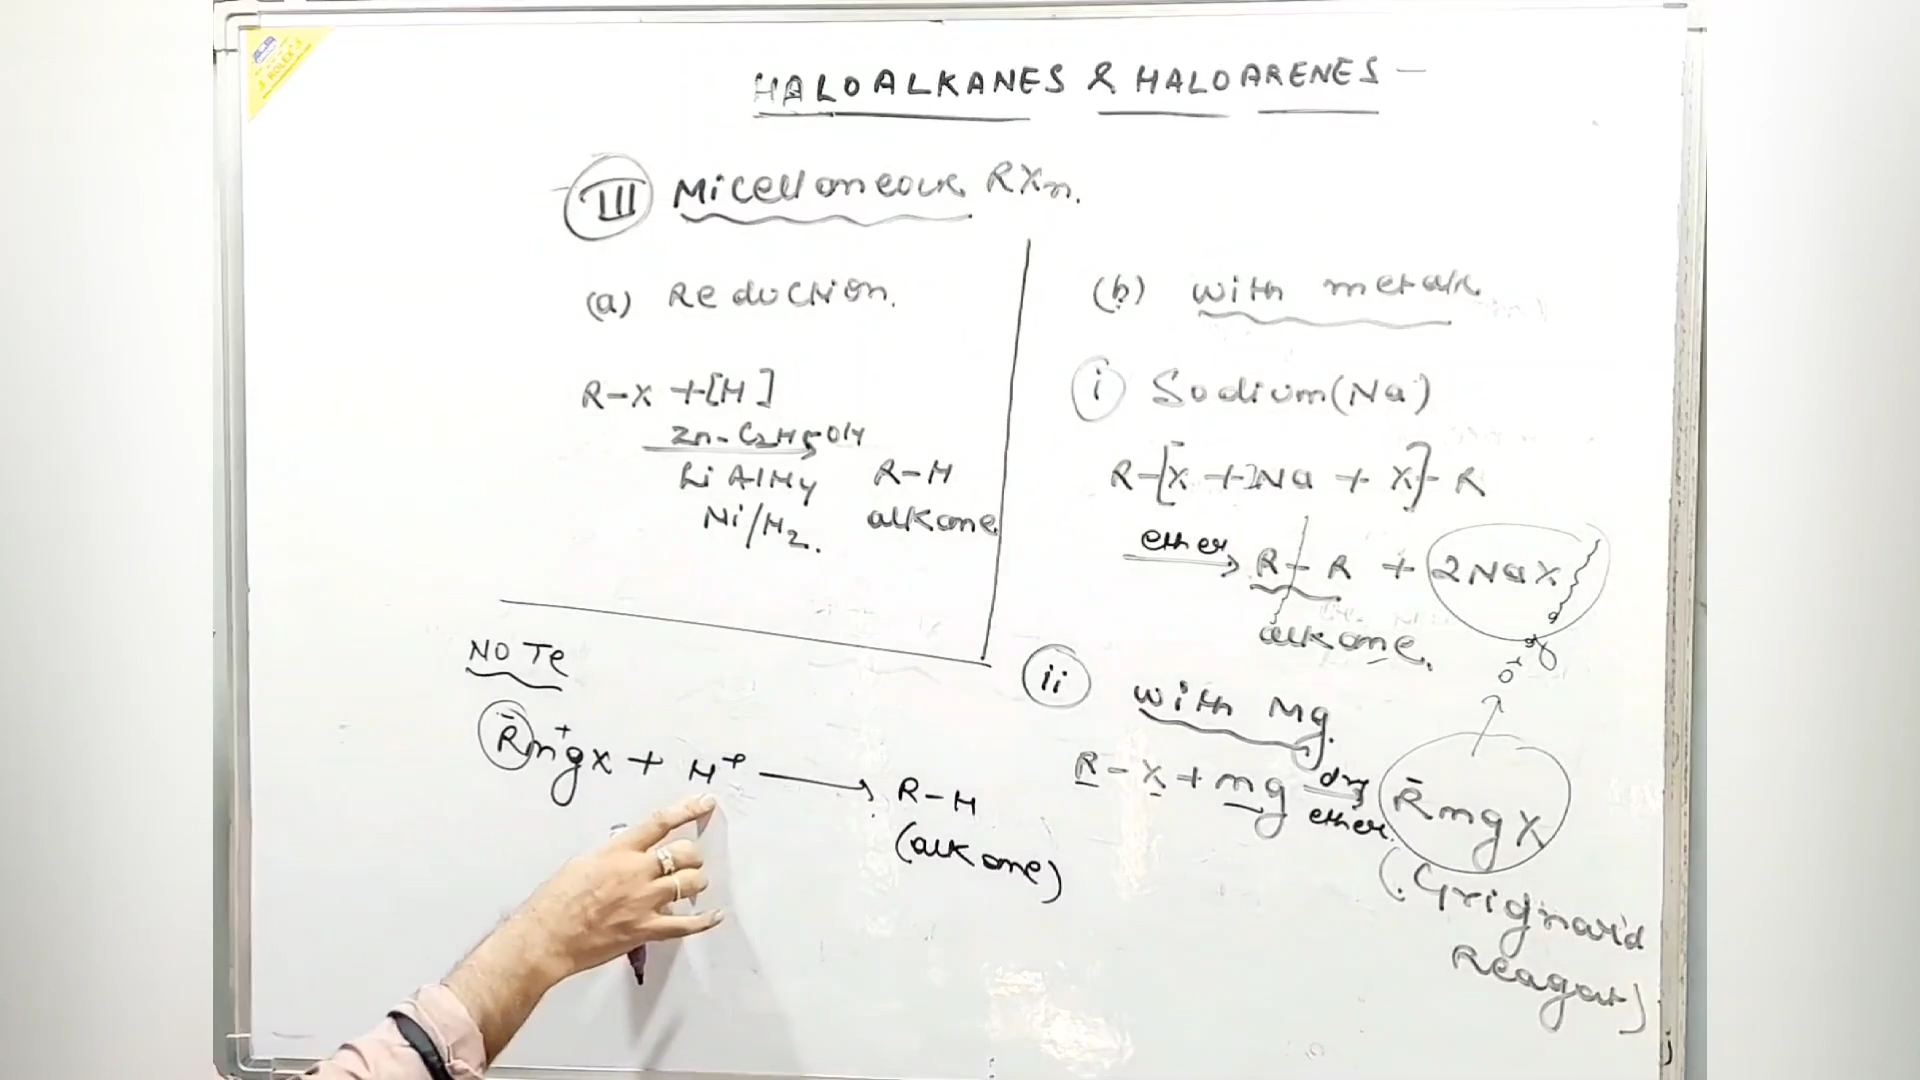 HALOALKANES & HALOARENES -
III Micellaneous RXn.
(a) Reduction.
R-X + [H]
Zn-C2H5OH
LiAlH4 R-H
Ni/H2. alkane
(b) with metals
i Sodium(Na)
R-[X̄ + 2Na + X]-R
ether R-R + 2NaX
alkane.
ii with Mg.
R-X + mg dry ether R̄mgX
(Grignard
Reagat)
NOTe
R̄mg⁺x + H⁺ → R-H
(alkane)